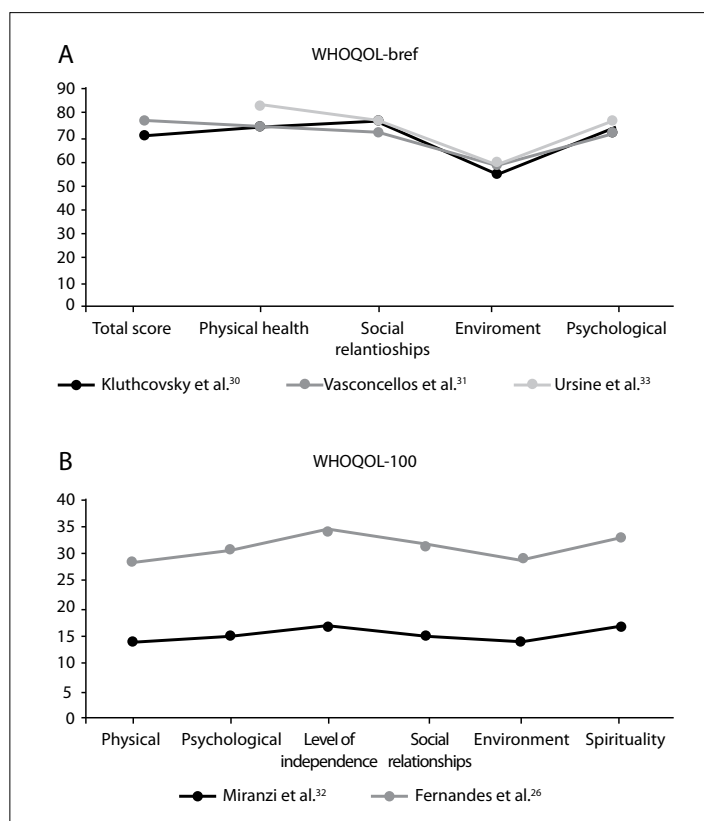 A
WHOQOL-bref
90
80
70
60
50
40
30
20
10
0
Total score
Physical health
Social
relantioships
Enviroment
Psychological
Kluthcovsky et al.30
Vasconcellos et al.31
Ursine et al.33
B
WHOQOL-100
40
35
30
20
15
10
5
0
Physical
Psychological
Level of
independence
Social
relationships
Environment
Spirituality
Miranzi et al.32
Fernandes et al.26